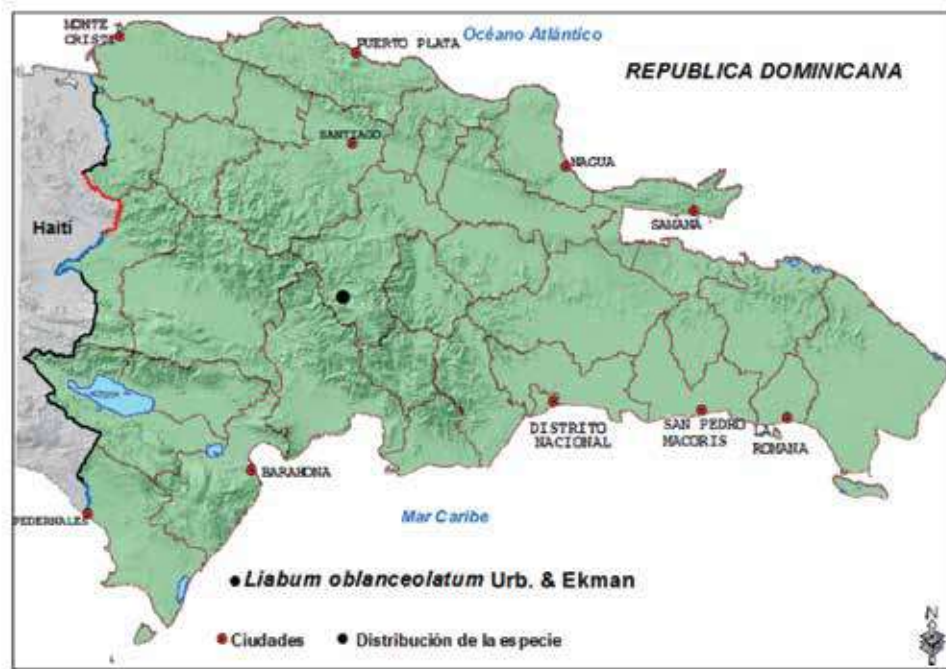 MONTE
CRISTI
PUERTO PLATA
Océano Atlántico
REPUBLICA DOMINICANA
SANTIAGO
NAGUA
SAMANA
Haití
DISTRITO
NACIONAL
SAN PEDRO
MACORIS
LA
ROMANA
BARAHONA
PEDERNALES
Mar Caribe
Liabum oblanceolatum Urb. & Ekman
Ciudades
Distribución de la especie